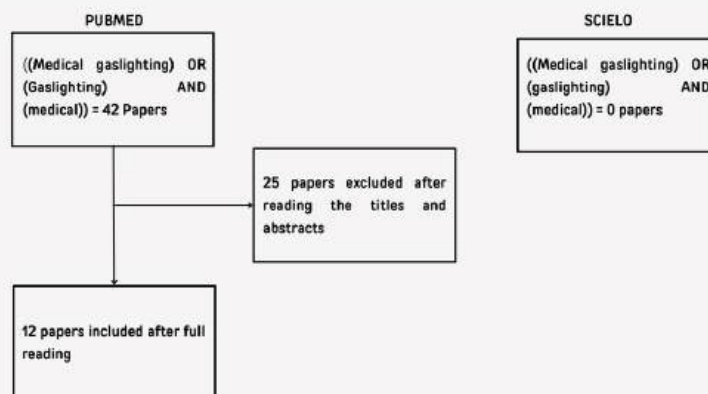 PUBMED
((Medical gaslighting) OR
(Gaslighting) AND
(medical)) = 42 Papers
SCIELO
((Medical gaslighting) OR
(gaslighting) AND
(medical)) = 0 papers
25 papers excluded after
reading the titles and
abstracts
12 papers included after full
reading